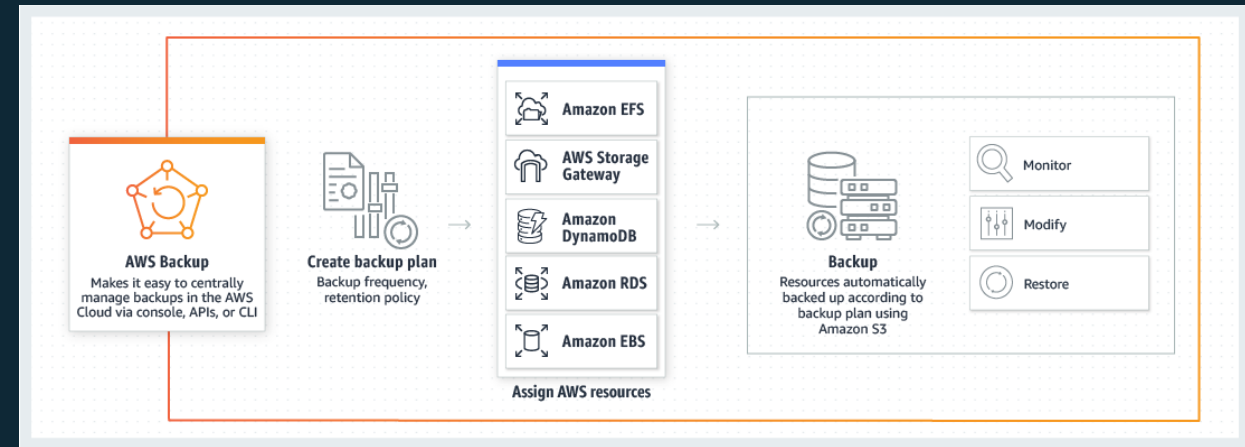 AWS Backup
Makes it easy to centrally
manage backups in the AWS
Cloud via console, APIs, or CLI
Create backup plan
Backup frequency,
retention policy
Amazon EFS
AWS Storage
Gateway
Amazon
DynamoDB
Amazon RDS
Amazon EBS
Assign AWS resources
Backup
Resources automatically
backed up according to
backup plan using
Amazon S3
Monitor
Modify
Restore